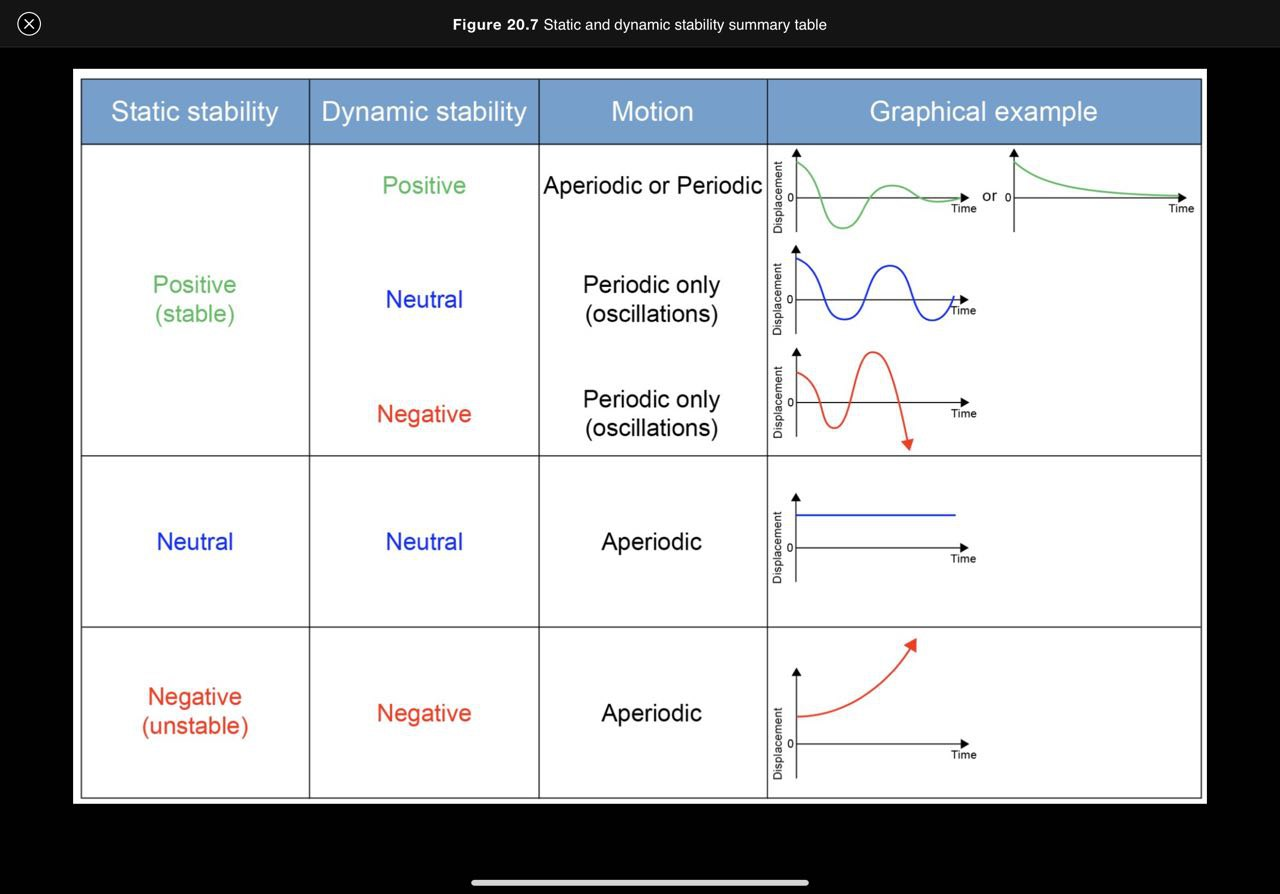 Figure 20.7 Static and dynamic stability summary table
Static stability
Dynamic stability
Motion
Graphical example
Positive
(stable)
Positive
Aperiodic or Periodic
Displacement
0
Time
or
0
Time
Neutral
Periodic only
(oscillations)
Displacement
0
Time
Negative
Periodic only
(oscillations)
Displacement
0
Time
Neutral
Neutral
Aperiodic
Displacement
0
Time
Negative
(unstable)
Negative
Aperiodic
Displacement
0
Time